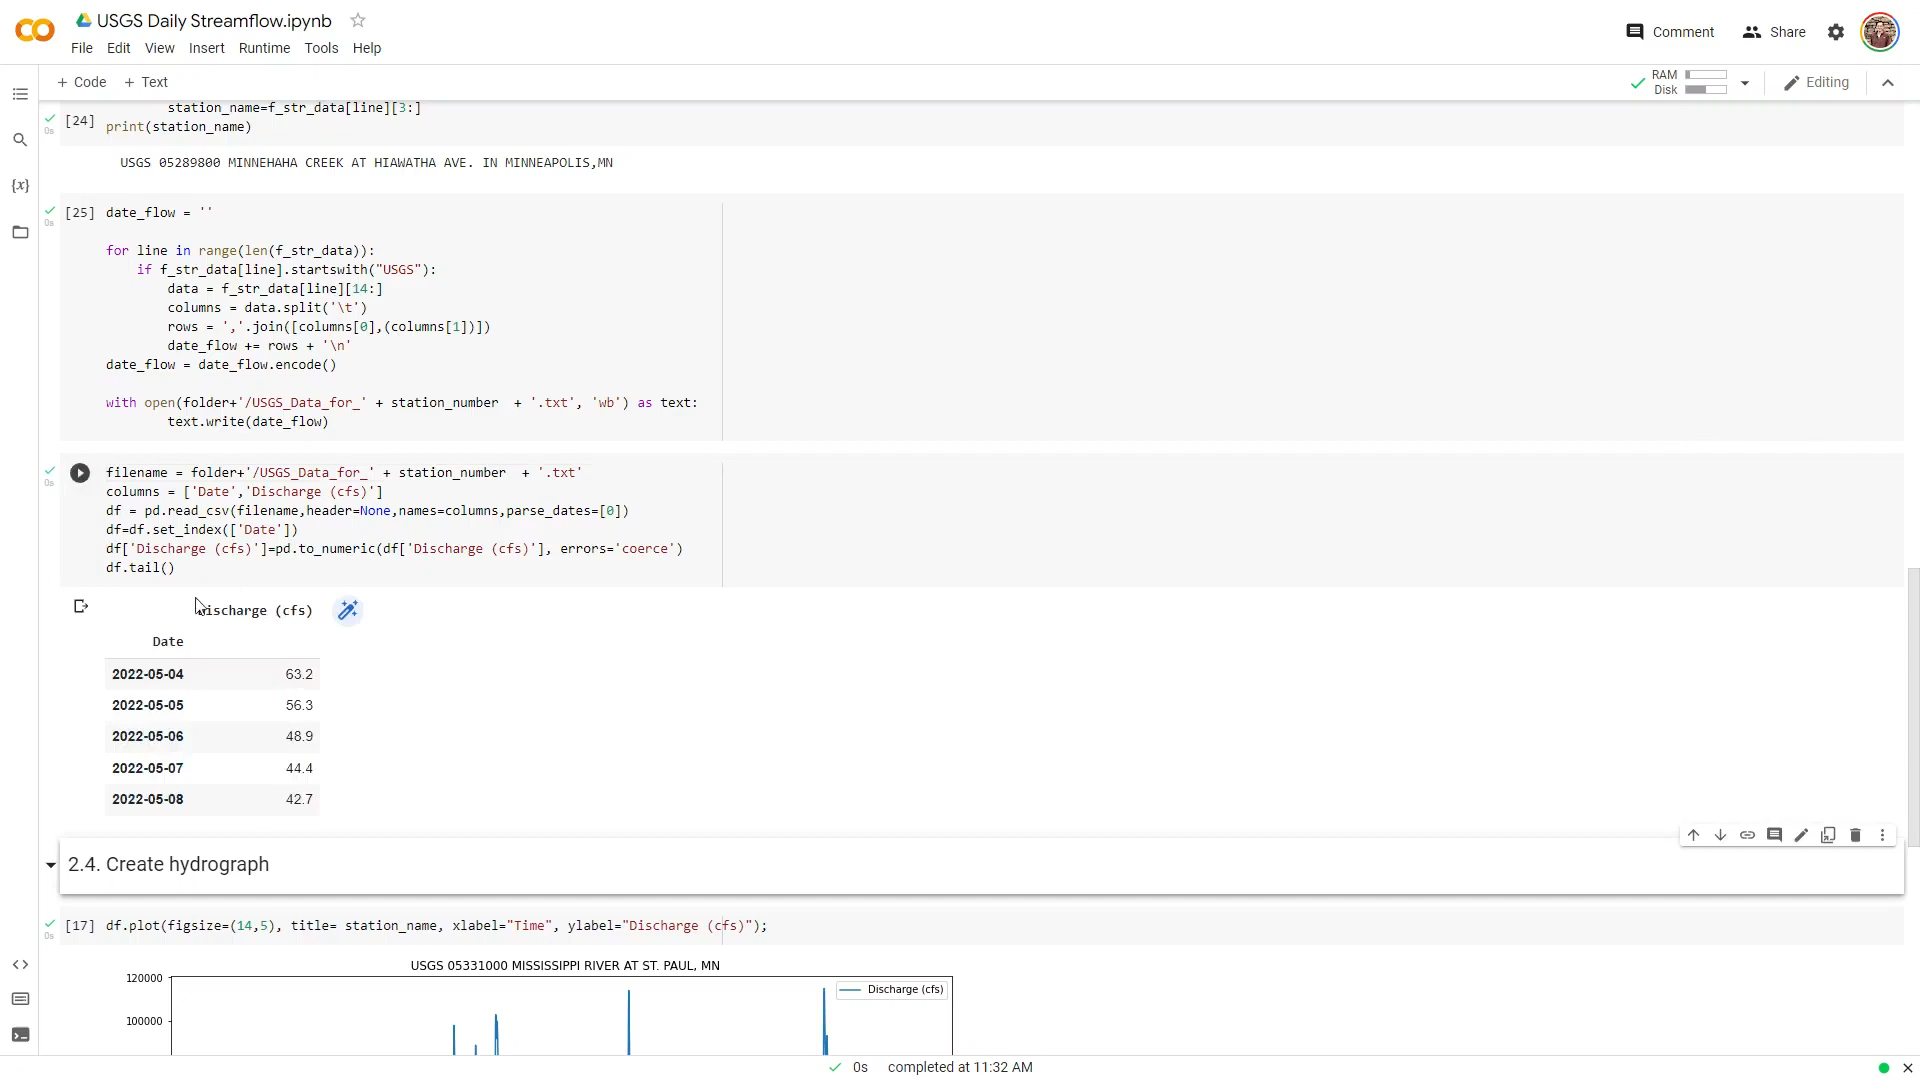 USGS Daily Streamflow.ipynb
File Edit View Insert Runtime Tools Help
Comment
Share
+ Code + Text
RAM
Disk
Editing
station_name=f_str_data[line][3:]
0s
[24] print(station_name)
USGS 05289800 MINNEHAHA CREEK AT HIAWATHA AVE. IN MINNEAPOLIS,MN
[25] date_flow = ''
0s
for line in range(len(f_str_data)):
if f_str_data[line].startswith("USGS"):
data = f_str_data[line][14:]
columns = data.split('\t')
rows = ','.join([columns[0],(columns[1])])
date_flow += rows + '\n'
date_flow = date_flow.encode()
with open(folder+'/USGS_Data_for_' + station_number  + '.txt', 'wb') as text:
text.write(date_flow)
filename = folder+'/USGS_Data_for_' + station_number  + '.txt'
0s
columns = ['Date','Discharge (cfs)']
df = pd.read_csv(filename,header=None,names=columns,parse_dates=[0])
df=df.set_index(['Date'])
df['Discharge (cfs)']=pd.to_numeric(df['Discharge (cfs)'], errors='coerce')
df.tail()
Discharge (cfs)
Date
2022-05-04 63.2
2022-05-05 56.3
2022-05-06 48.9
2022-05-07 44.4
2022-05-08 42.7
2.4. Create hydrograph
[17] df.plot(figsize=(14,5), title= station_name, xlabel="Time", ylabel="Discharge (cfs)");
0s
USGS 05331000 MISSISSIPPI RIVER AT ST. PAUL, MN
120000
Discharge (cfs)
100000
0s completed at 11:32 AM